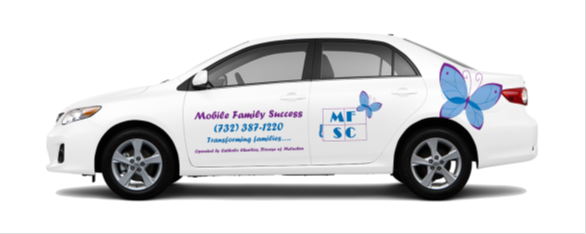 Mobile Family Success
(732) 387-1220
Transforming families....
Operated by Catholic Charities, Diocese of Metuchen
MF
SC